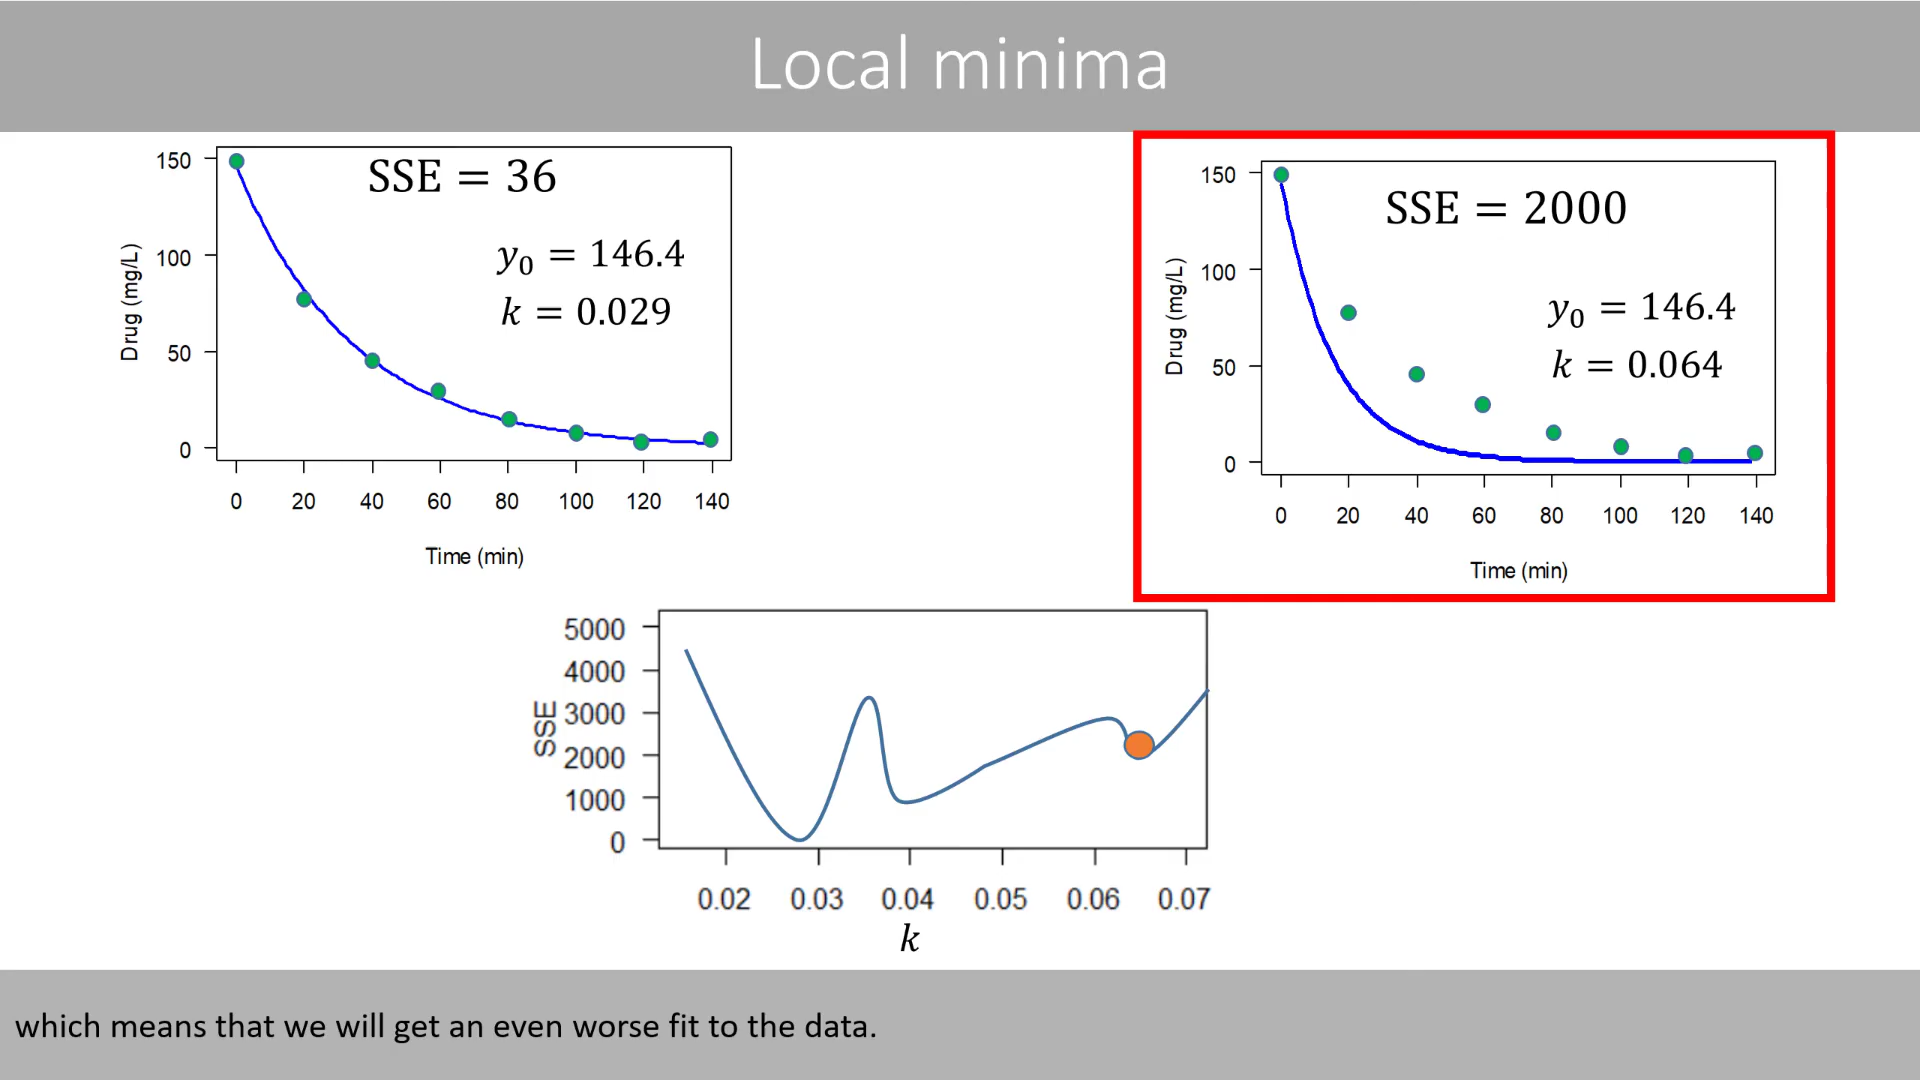 Local minima
150
100
50
0
Drug (mg/L)
SSE = 36
y₀ = 146.4
k = 0.029
0 20 40 60 80 100 120 140
Time (min)
150
100
50
0
Drug (mg/L)
SSE = 2000
y₀ = 146.4
k = 0.064
0 20 40 60 80 100 120 140
Time (min)
5000
4000
3000
2000
1000
0
SSE
0.02 0.03 0.04 0.05 0.06 0.07
k
which means that we will get an even worse fit to the data.